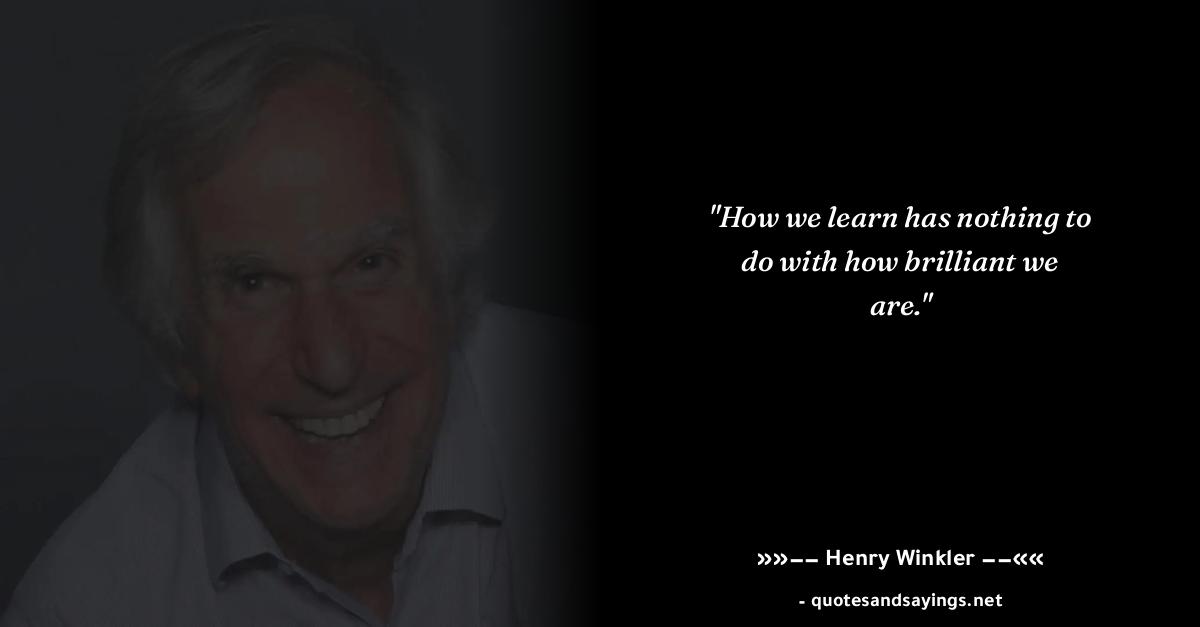 "How we learn has nothing to
do with how brilliant we
are."
»»−− Henry Winkler −−««
- quotesandsayings.net